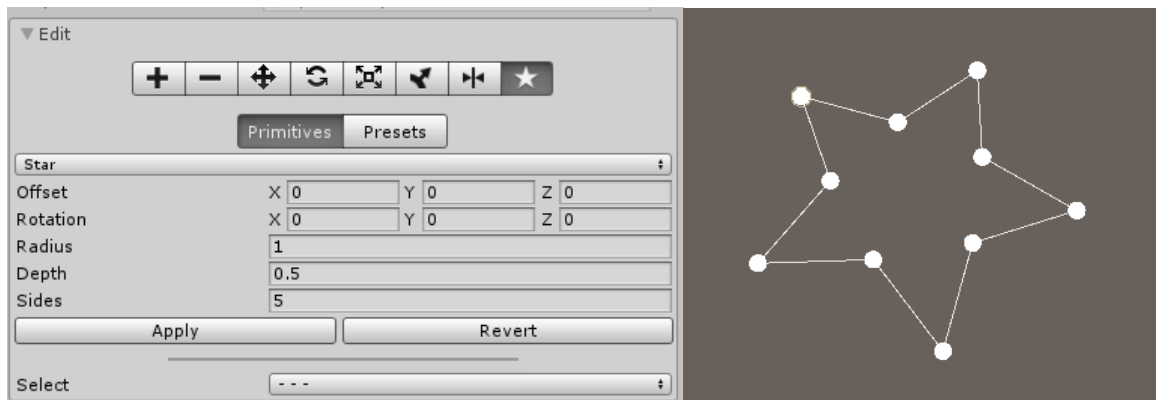 Edit
Primitives Presets
Star
Offset X 0 Y 0 Z 0
Rotation X 0 Y 0 Z 0
Radius 1
Depth 0.5
Sides 5
Apply Revert
Select - - -